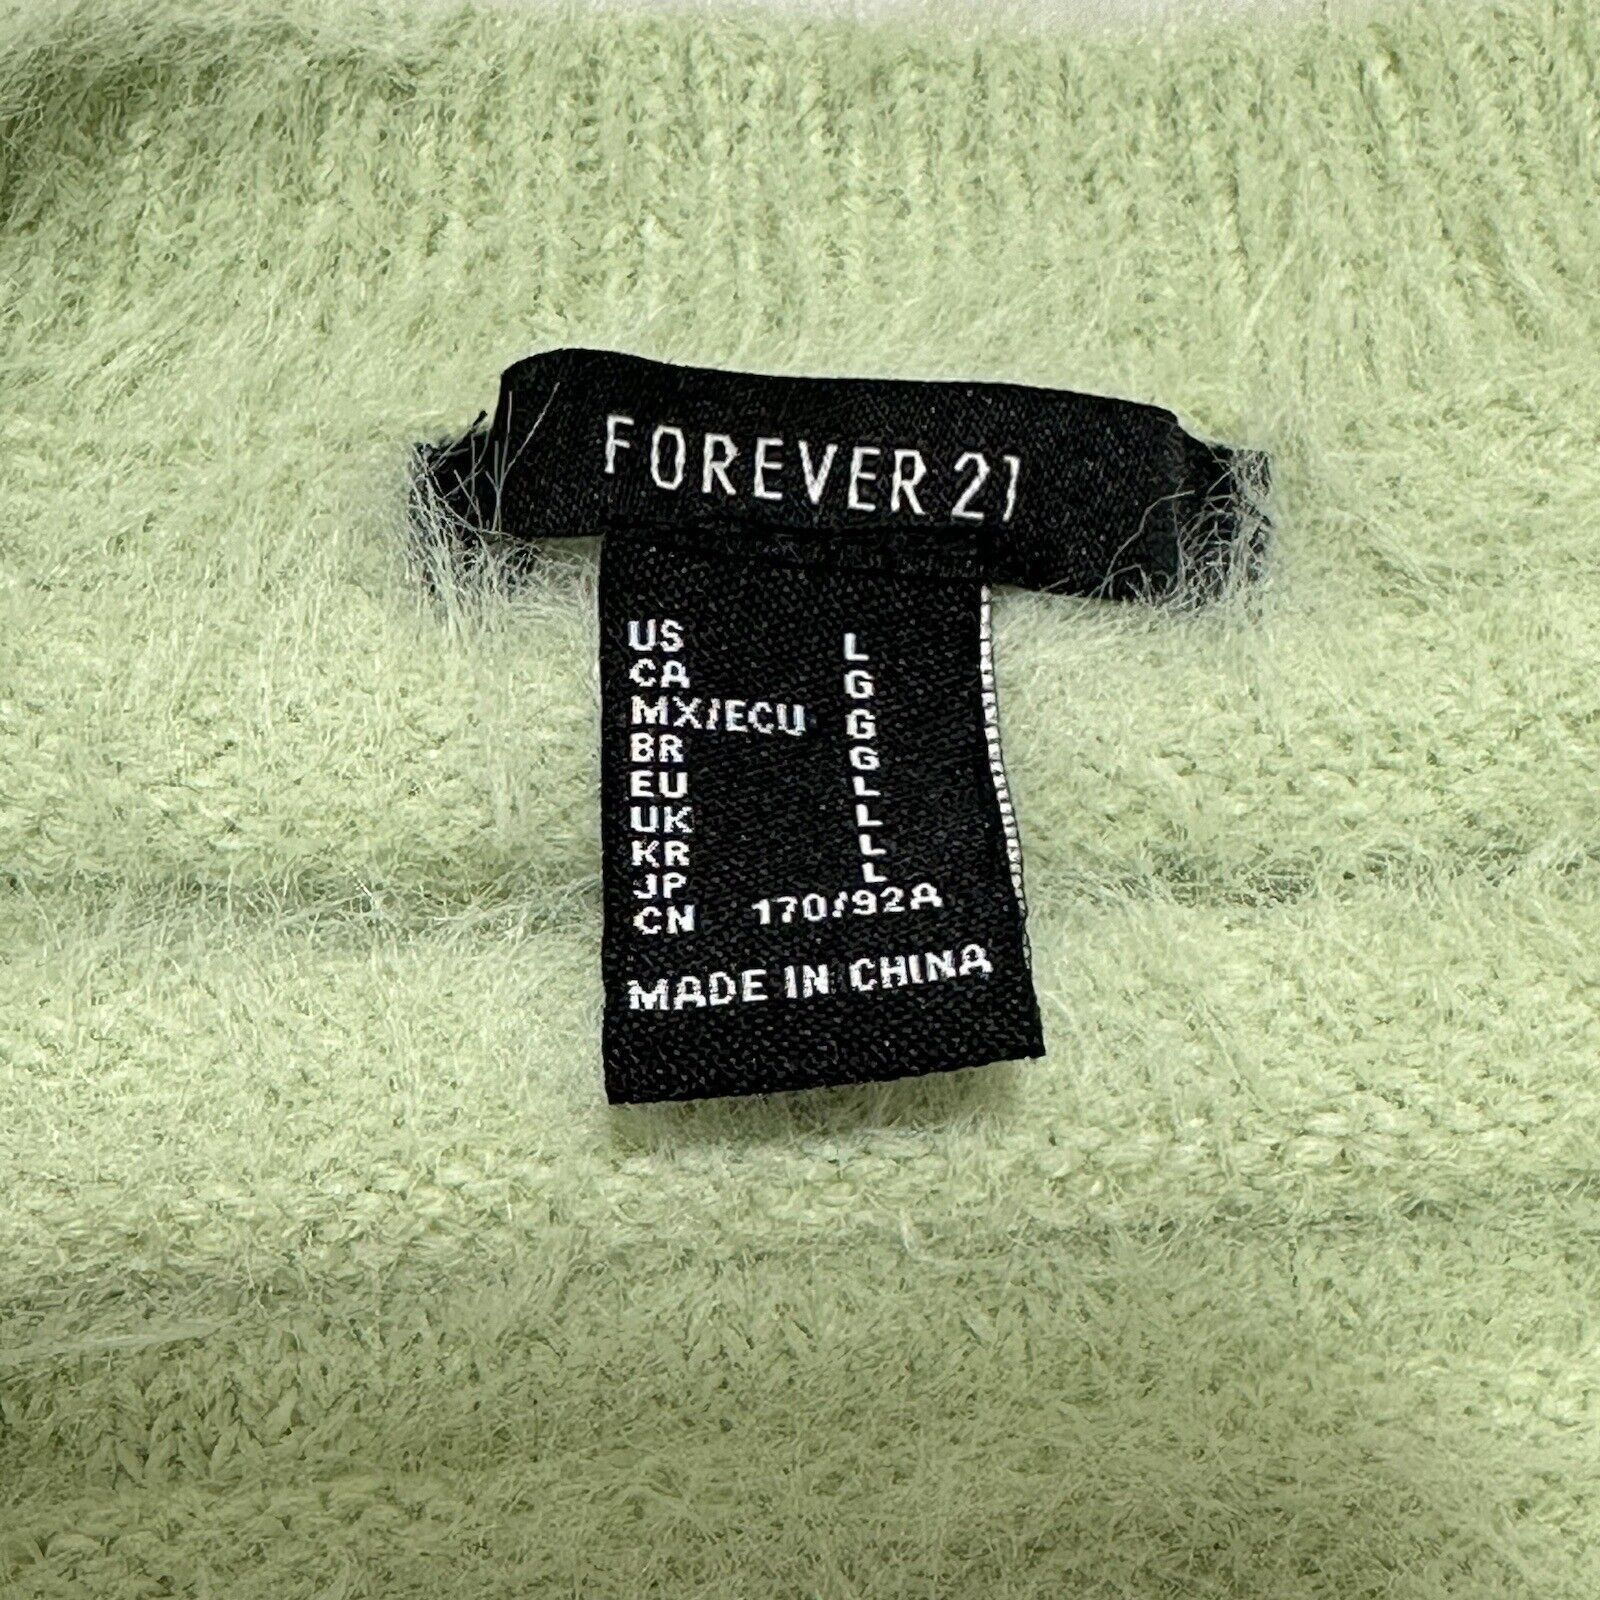 FOREVER 21
US L
CA G
MX/ECU G
BR G
EU L
UK L
KR L
JP L
CN 170/92A
MADE IN CHINA